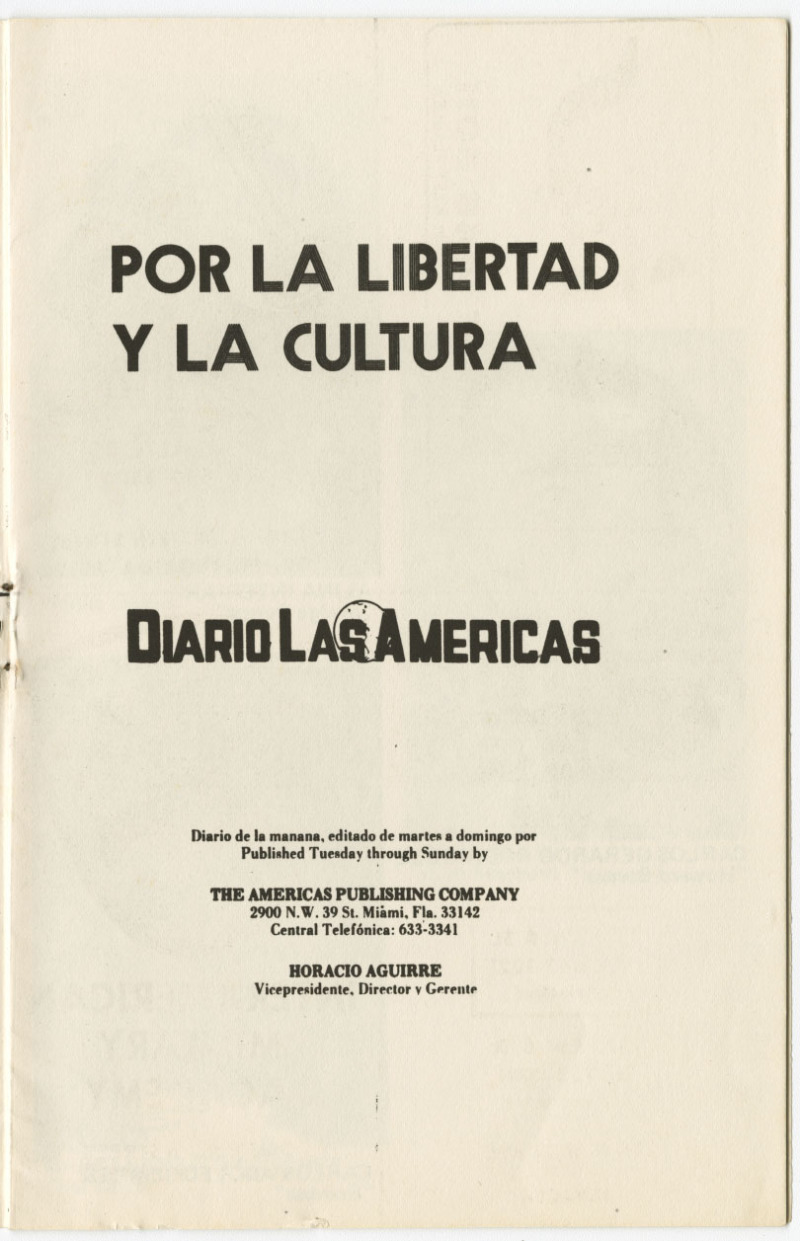 POR LA LIBERTAD
Y LA CULTURA
DIARIO LAS AMERICAS
Diario de la manana, editado de martes a domingo por
Published Tuesday through Sunday by
THE AMERICAS PUBLISHING COMPANY
2900 N.W. 39 St. Miami, Fla. 33142
Central Telefónica: 633-3341
HORACIO AGUIRRE
Vicepresidente, Director y Gerente